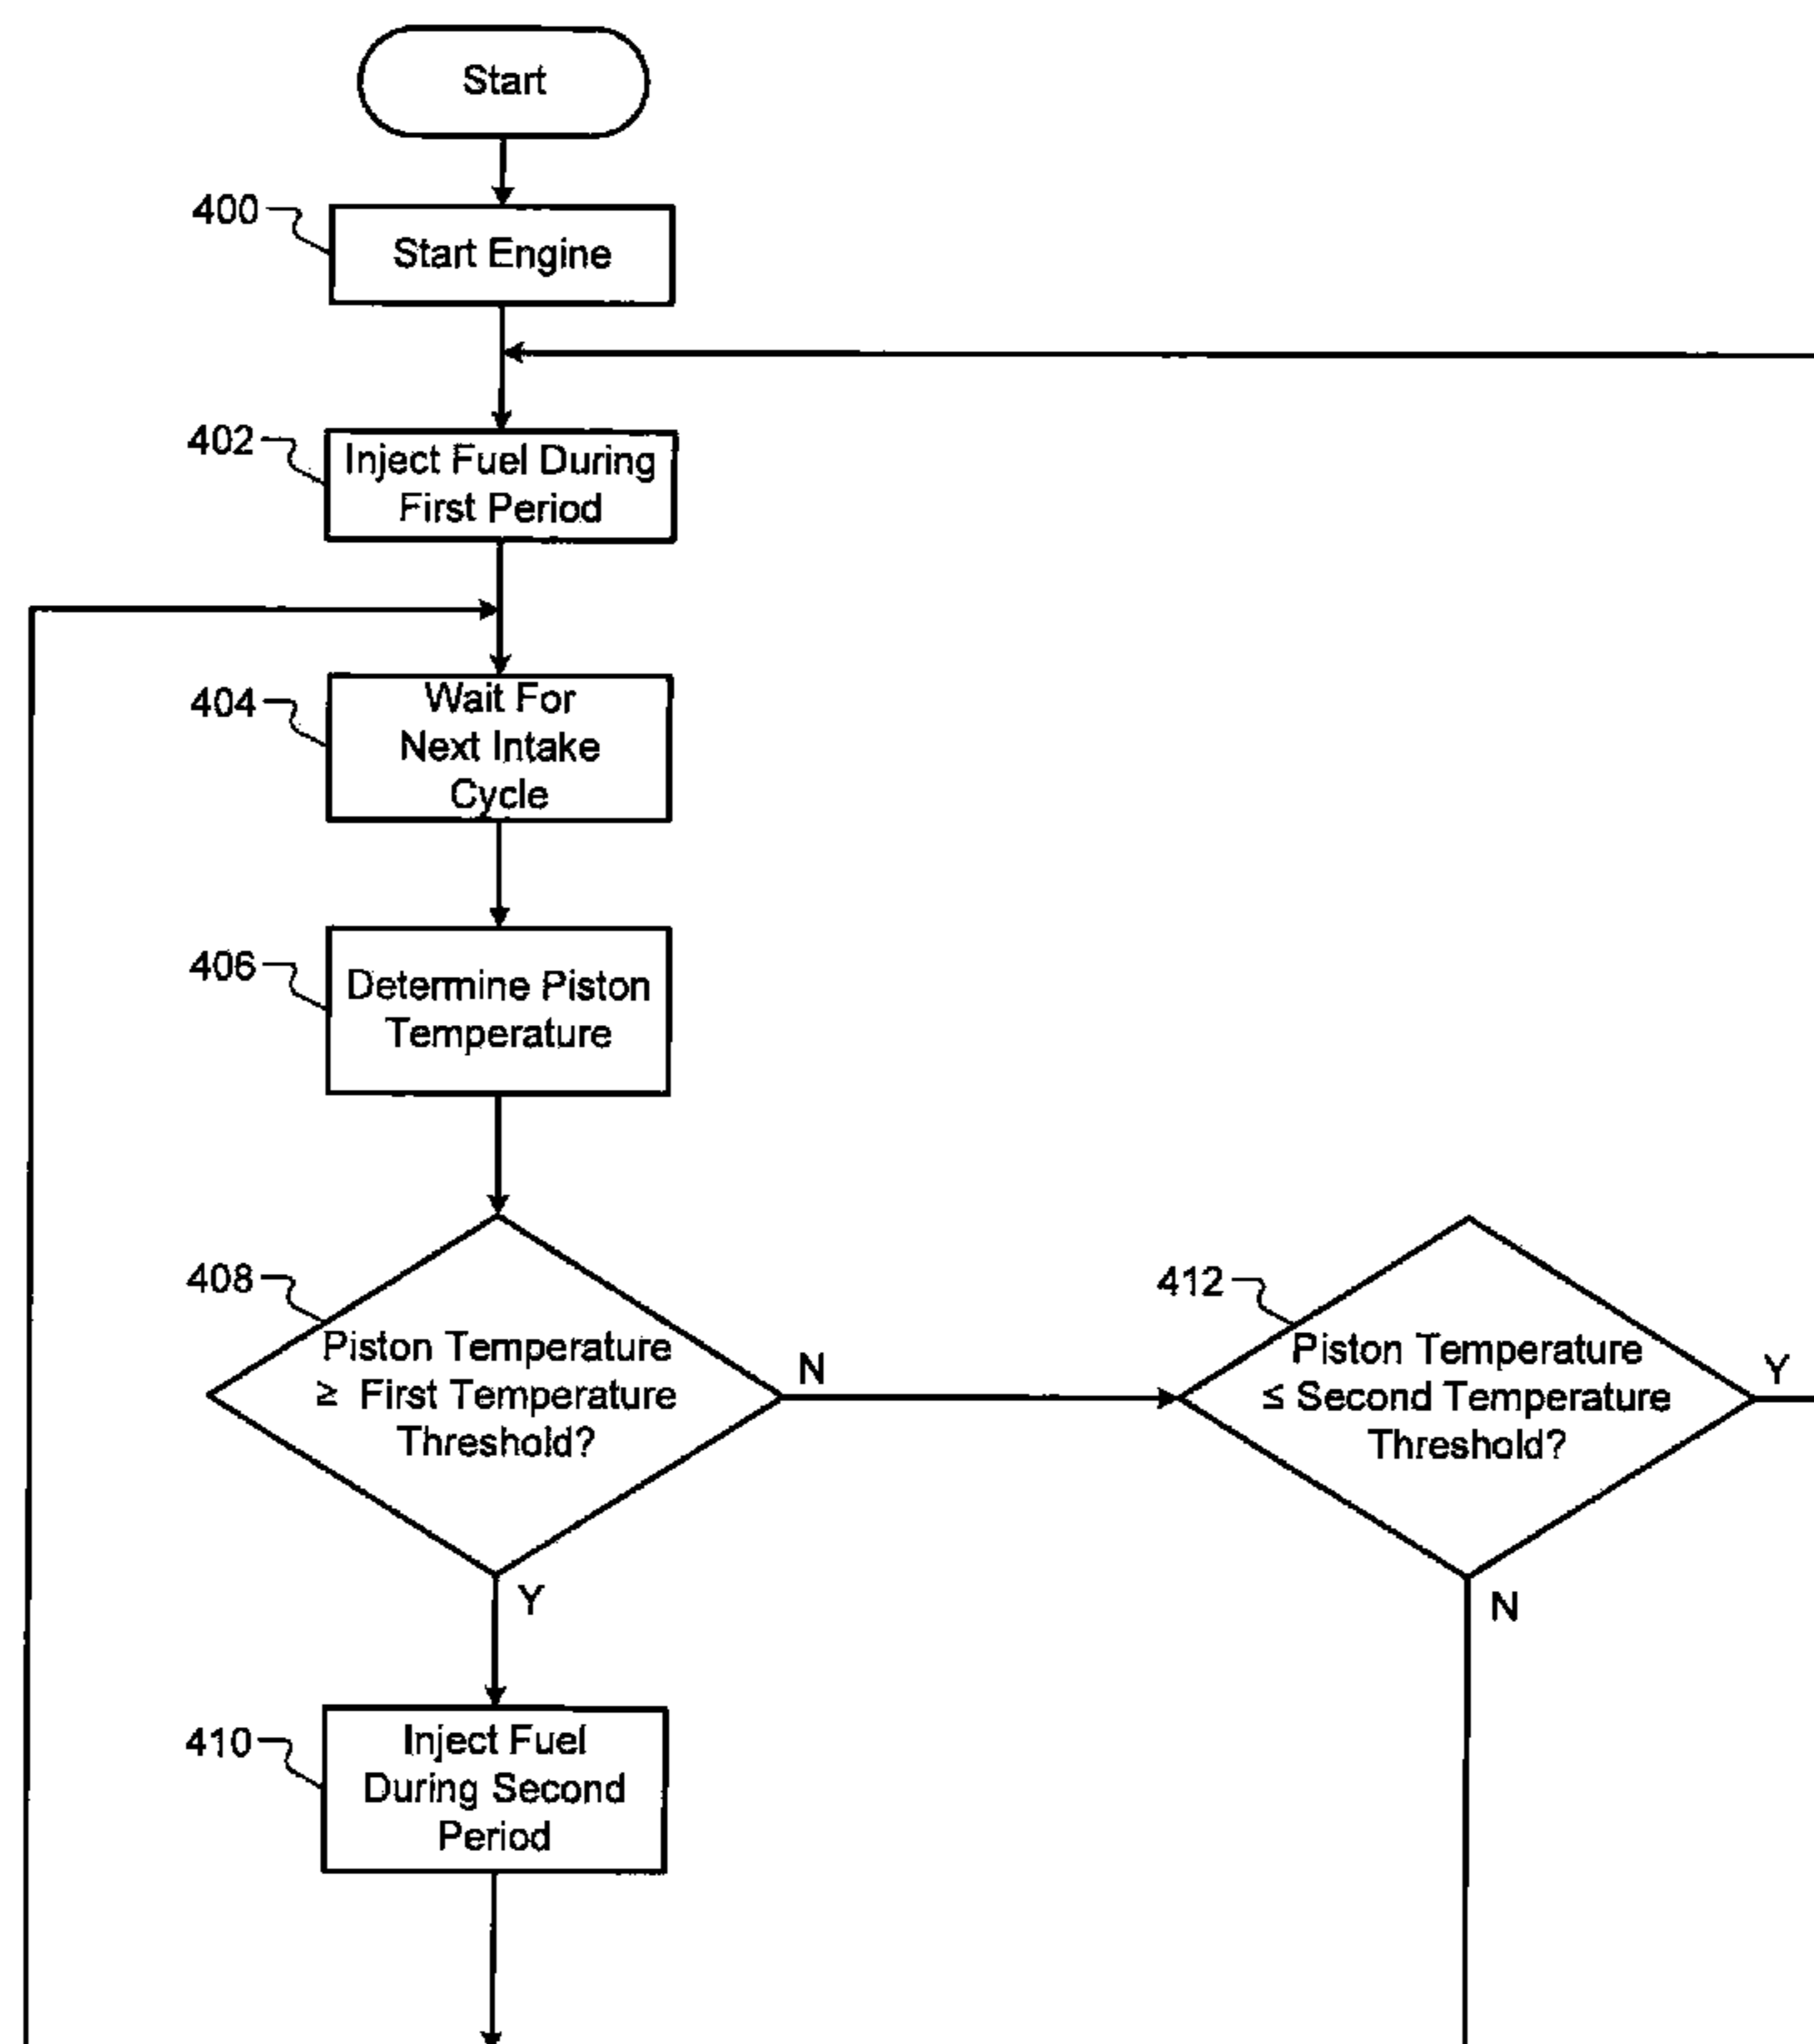 Start
400
Start Engine
402
Inject Fuel During
First Period
404
Wait For
Next Intake
Cycle
406
Determine Piston
Temperature
408
Piston Temperature
≥ First Temperature
Threshold?
N
Y
412
Piston Temperature
≤ Second Temperature
Threshold?
Y
N
410
Inject Fuel
During Second
Period